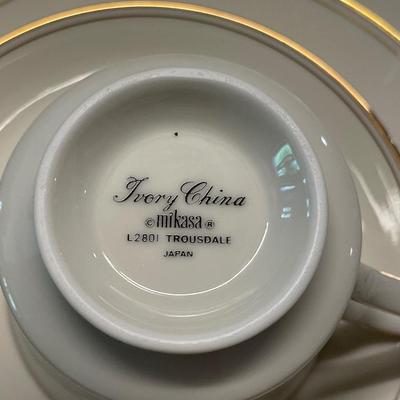 Ivory China
© mikasa ®
L2801 TROUSDALE
JAPAN